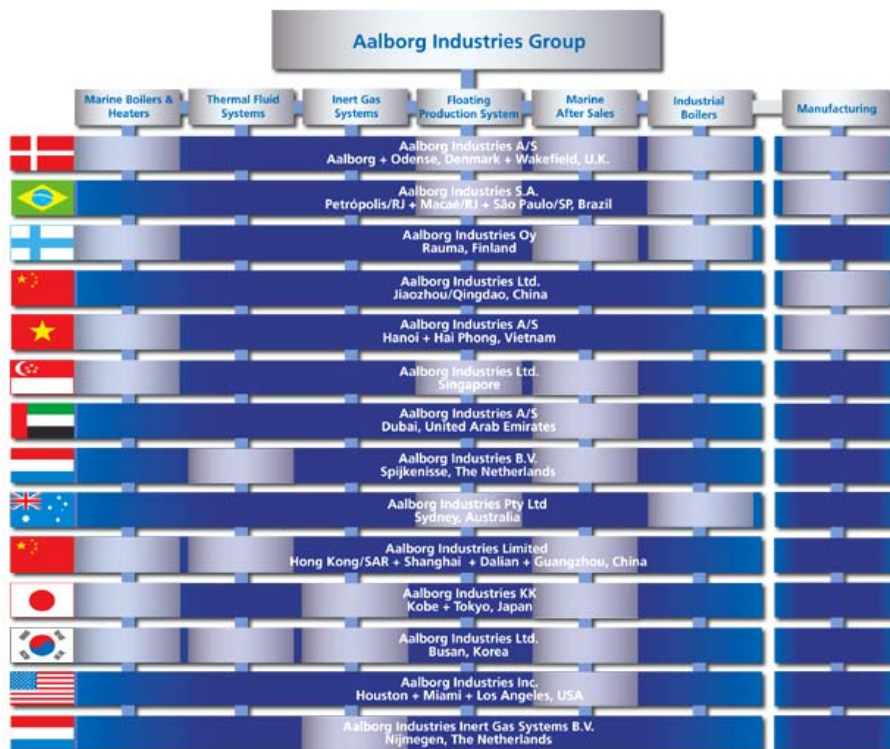 Aalborg Industries Group
Marine Boilers &
Heaters
Thermal Fluid
Systems
Inert Gas
Systems
Floating
Production System
Marine
After Sales
Industrial
Boilers
Manufacturing
Aalborg Industries A/S
Aalborg + Odense, Denmark + Wakefield, U.K.
Aalborg Industries S.A.
Petrópolis/RJ + Macaé/RJ + São Paulo/SP, Brazil
Aalborg Industries Oy
Rauma, Finland
Aalborg Industries Ltd.
Jiaozhou/Qingdao, China
Aalborg Industries A/S
Hanoi + Hai Phong, Vietnam
Aalborg Industries Ltd.
Singapore
Aalborg Industries A/S
Dubai, United Arab Emirates
Aalborg Industries B.V.
Spijkenisse, The Netherlands
Aalborg Industries Pty Ltd
Sydney, Australia
Aalborg Industries Limited
Hong Kong/SAR + Shanghai + Dalian + Guangzhou, China
Aalborg Industries KK
Kobe + Tokyo, Japan
Aalborg Industries Ltd.
Busan, Korea
Aalborg Industries Inc.
Houston + Miami + Los Angeles, USA
Aalborg Industries Inert Gas Systems B.V.
Nijmegen, The Netherlands